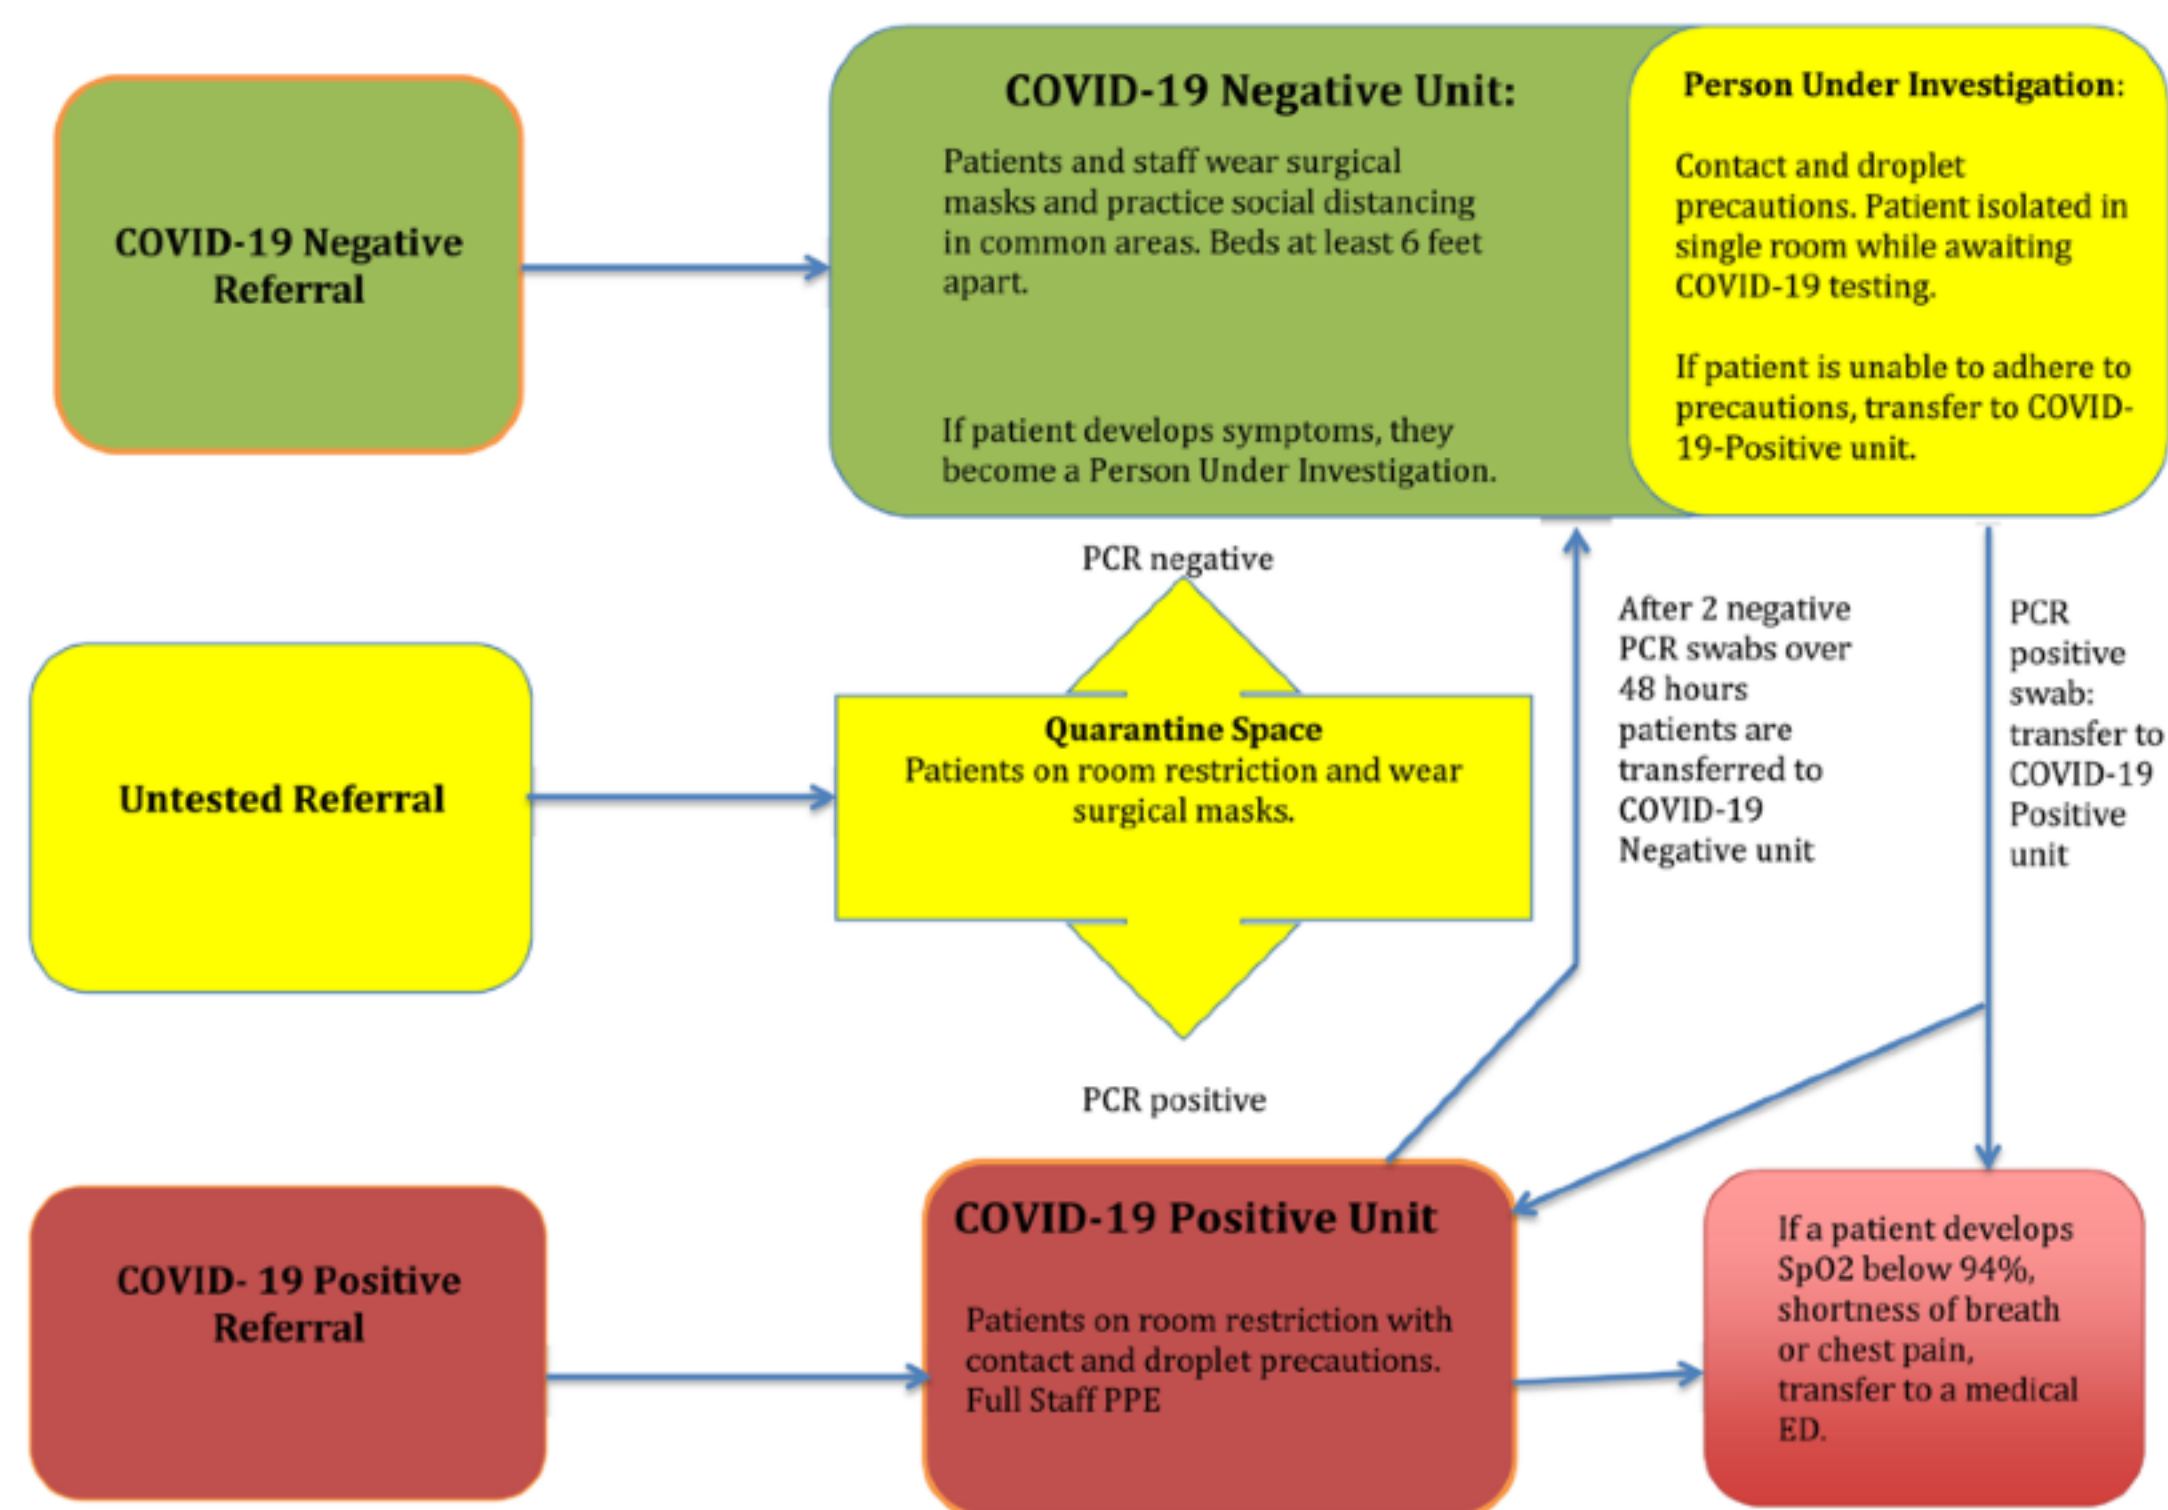 COVID-19 Negative
Referral
COVID-19 Negative Unit:
Patients and staff wear surgical
masks and practice social distancing
in common areas. Beds at least 6 feet
apart.
If patient develops symptoms, they
become a Person Under Investigation.
Person Under Investigation:
Contact and droplet
precautions. Patient isolated in
single room while awaiting
COVID-19 testing.
If patient is unable to adhere to
precautions, transfer to COVID-
19-Positive unit.
PCR negative
Untested Referral
Quarantine Space
Patients on room restriction and wear
surgical masks.
After 2 negative
PCR swabs over
48 hours
patients are
transferred to
COVID-19
Negative unit
PCR
positive
swab:
transfer to
COVID-19
Positive
unit
PCR positive
COVID- 19 Positive
Referral
COVID-19 Positive Unit
Patients on room restriction with
contact and droplet precautions.
Full Staff PPE
If a patient develops
SpO2 below 94%,
shortness of breath
or chest pain,
transfer to a medical
ED.